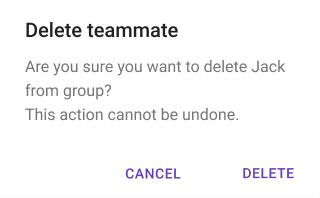 Delete teammate
Are you sure you want to delete Jack
from group?
This action cannot be undone.
CANCEL DELETE